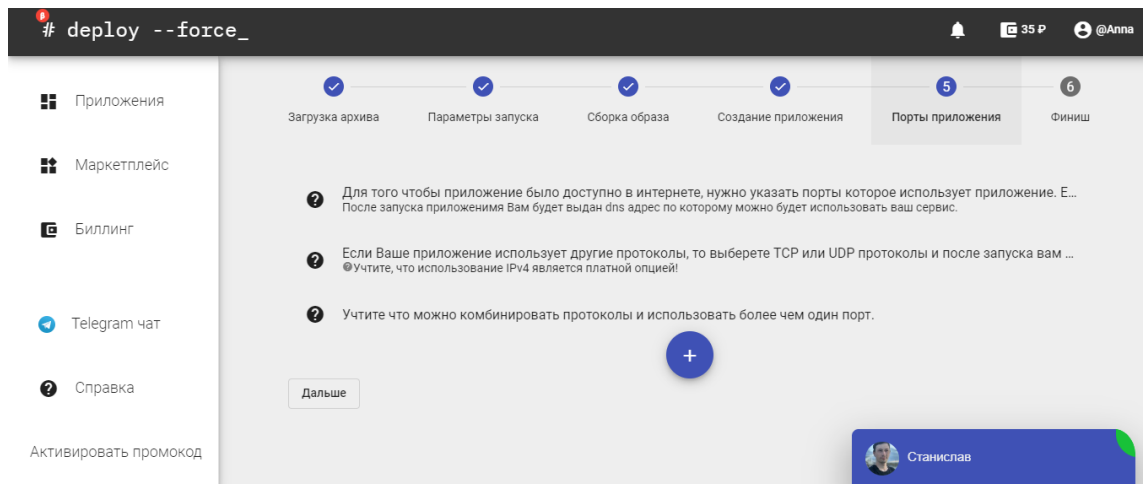 β
# deploy --force_
35 ₽
@Anna
Приложения
Маркетплейс
Биллинг
Telegram чат
Справка
Активировать промокод
Загрузка архива
Параметры запуска
Сборка образа
Создание приложения
5
Порты приложения
6
Финиш
Для того чтобы приложение было доступно в интернете, нужно указать порты которое использует приложение. Е...
После запуска приложенимя Вам будет выдан dns адрес по которому можно будет использовать ваш сервис.
Если Ваше приложение использует другие протоколы, то выберете TCP или UDP протоколы и после запуска вам ...
Учтите, что использование IPv4 является платной опцией!
Учтите что можно комбинировать протоколы и использовать более чем один порт.
+
Дальше
Станислав